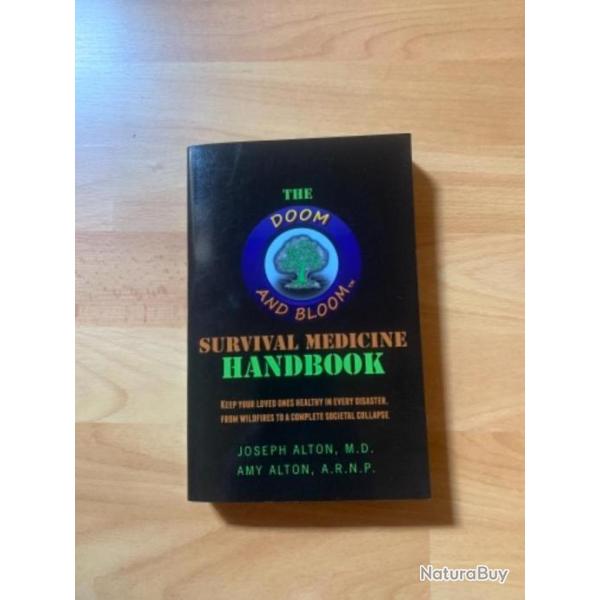 THE
DOOM
AND BLOOM™
SURVIVAL MEDICINE
HANDBOOK
KEEP YOUR LOVED ONES HEALTHY IN EVERY DISASTER,
FROM WILDFIRES TO A COMPLETE SOCIETAL COLLAPSE
JOSEPH ALTON, M.D.
AMY ALTON, A.R.N.P.
NaturaBuy